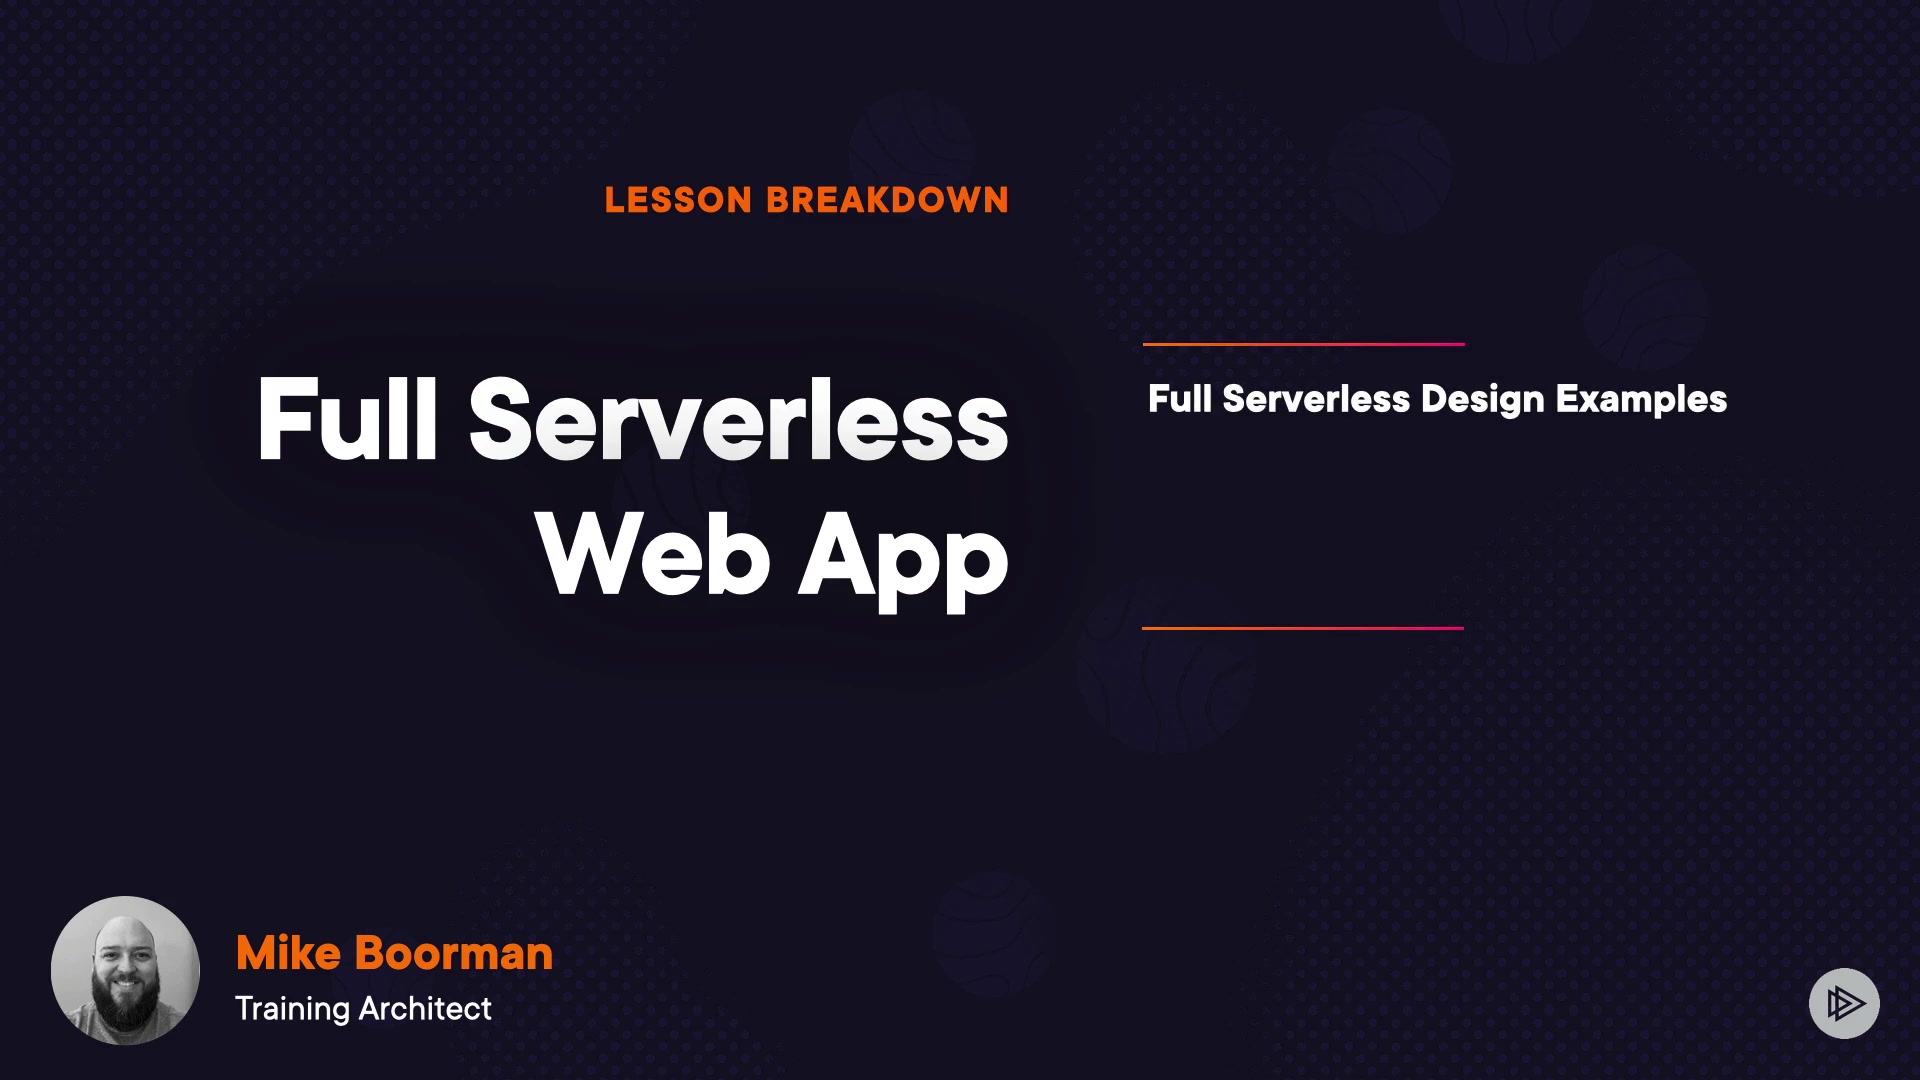 LESSON BREAKDOWN
Full Serverless
Web App
Full Serverless Design Examples
Mike Boorman
Training Architect